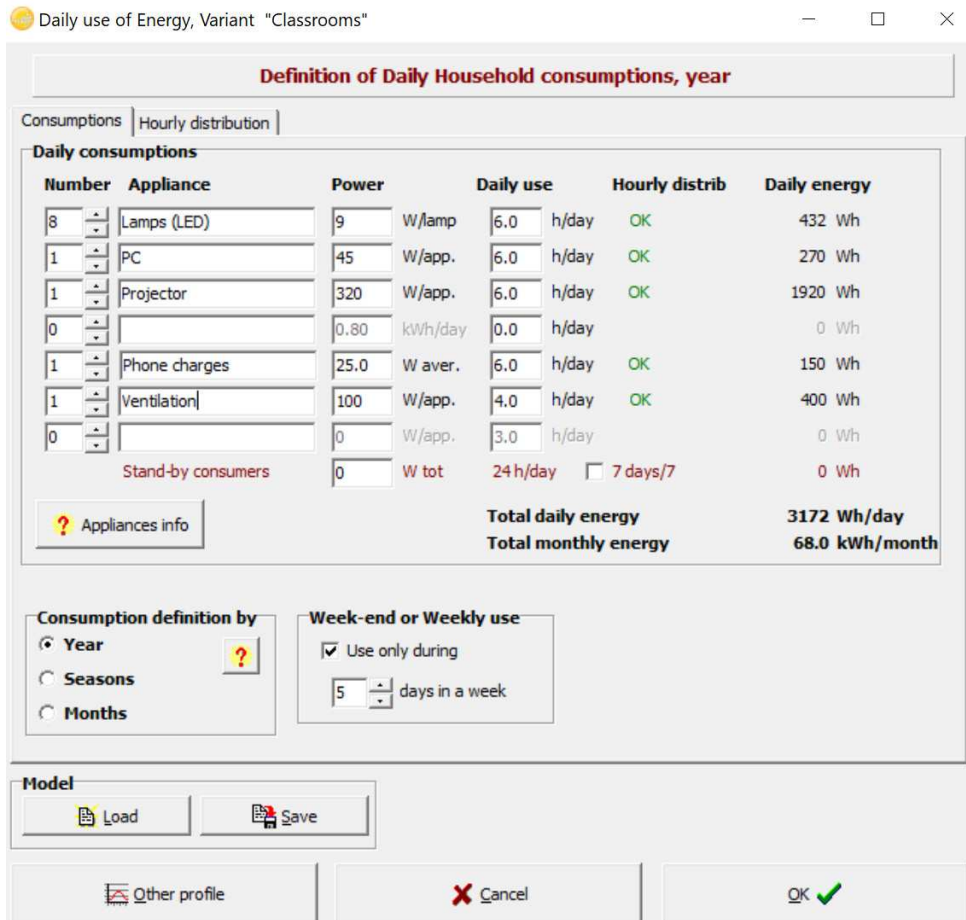 Daily use of Energy, Variant "Classrooms"
Definition of Daily Household consumptions, year
Consumptions Hourly distribution
Daily consumptions
Number Appliance Power Daily use Hourly distrib Daily energy
8 Lamps (LED) 9 W/lamp 6.0 h/day OK 432 Wh
1 PC 45 W/app. 6.0 h/day OK 270 Wh
1 Projector 320 W/app. 6.0 h/day OK 1920 Wh
0 0.80 kWh/day 0.0 h/day 0 Wh
1 Phone charges 25.0 W aver. 6.0 h/day OK 150 Wh
1 Ventilation 100 W/app. 4.0 h/day OK 400 Wh
0 0 W/app. 3.0 h/day 0 Wh
Stand-by consumers 0 W tot 24 h/day 7 days/7 0 Wh
? Appliances info
Total daily energy 3172 Wh/day
Total monthly energy 68.0 kWh/month
Consumption definition by
Year
?
Seasons
Months
Week-end or Weekly use
Use only during
5 days in a week
Model
Load Save
Other profile Cancel OK